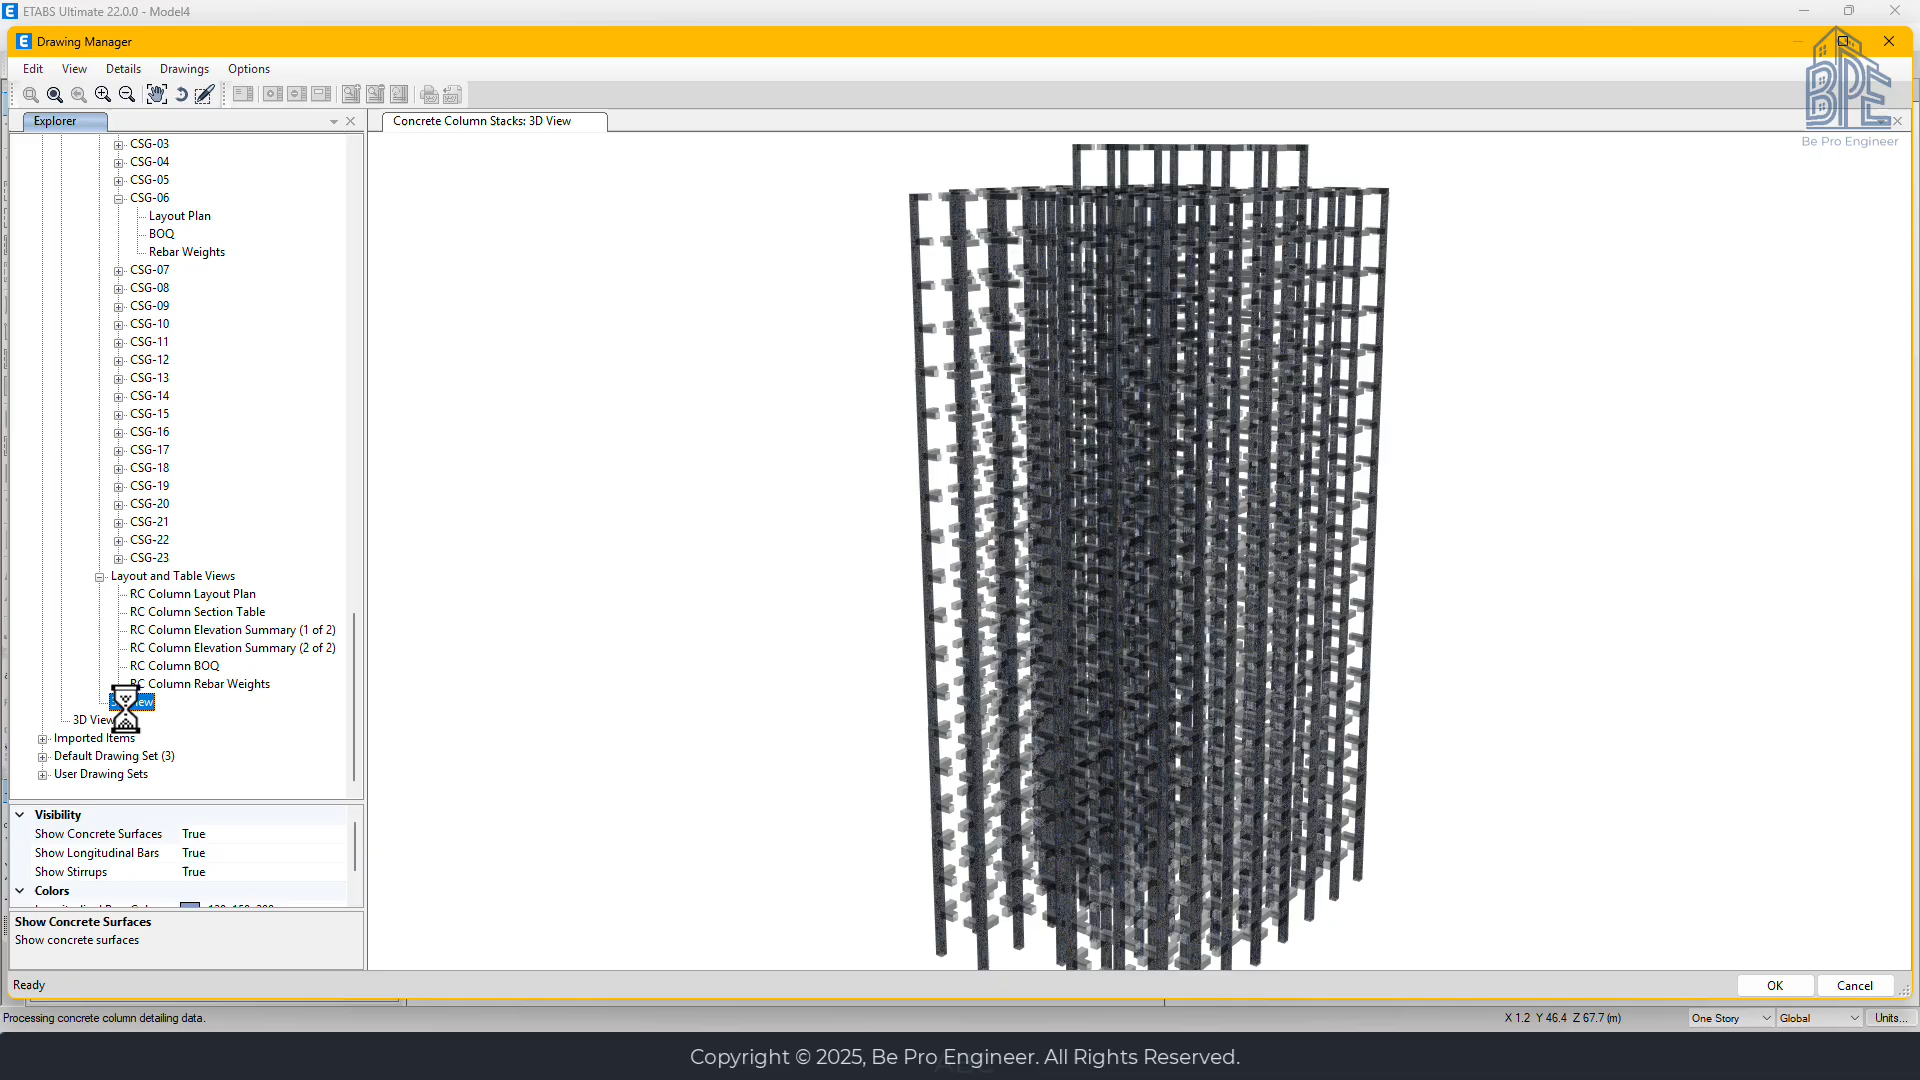 ETABS Ultimate 22.0.0 - Model4
Drawing Manager
Edit View Details Drawings Options
Explorer
Concrete Column Stacks: 3D View
BPE
Be Pro Engineer
CSG-03
CSG-04
CSG-05
CSG-06
Layout Plan
BOQ
Rebar Weights
CSG-07
CSG-08
CSG-09
CSG-10
CSG-11
CSG-12
CSG-13
CSG-14
CSG-15
CSG-16
CSG-17
CSG-18
CSG-19
CSG-20
CSG-21
CSG-22
CSG-23
Layout and Table Views
RC Column Layout Plan
RC Column Section Table
RC Column Elevation Summary (1 of 2)
RC Column Elevation Summary (2 of 2)
RC Column BOQ
RC Column Rebar Weights
3D View
Imported Items
Default Drawing Set (3)
User Drawing Sets
Visibility
Show Concrete Surfaces True
Show Longitudinal Bars True
Show Stirrups True
Colors
Show Concrete Surfaces
Show concrete surfaces
Ready
OK Cancel
Processing concrete column detailing data.
X 1.2 Y 46.4 Z 67.7 (m)
One Story Global Units...
Copyright © 2025, Be Pro Engineer. All Rights Reserved.